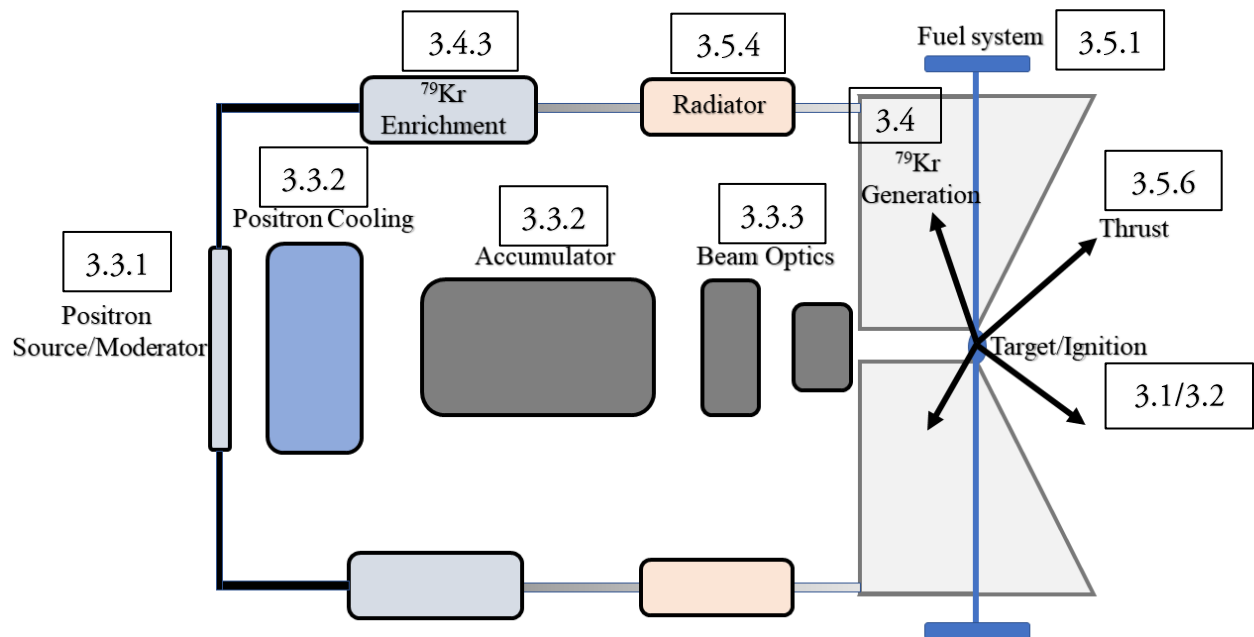 3.4.3
3.5.4
Fuel system
3.5.1
⁷⁹Kr
Enrichment
Radiator
3.4
⁷⁹Kr
Generation
3.3.2
Positron Cooling
3.3.2
Accumulator
3.3.3
Beam Optics
3.5.6
Thrust
3.3.1
Positron
Source/Moderator
Target/Ignition
3.1/3.2